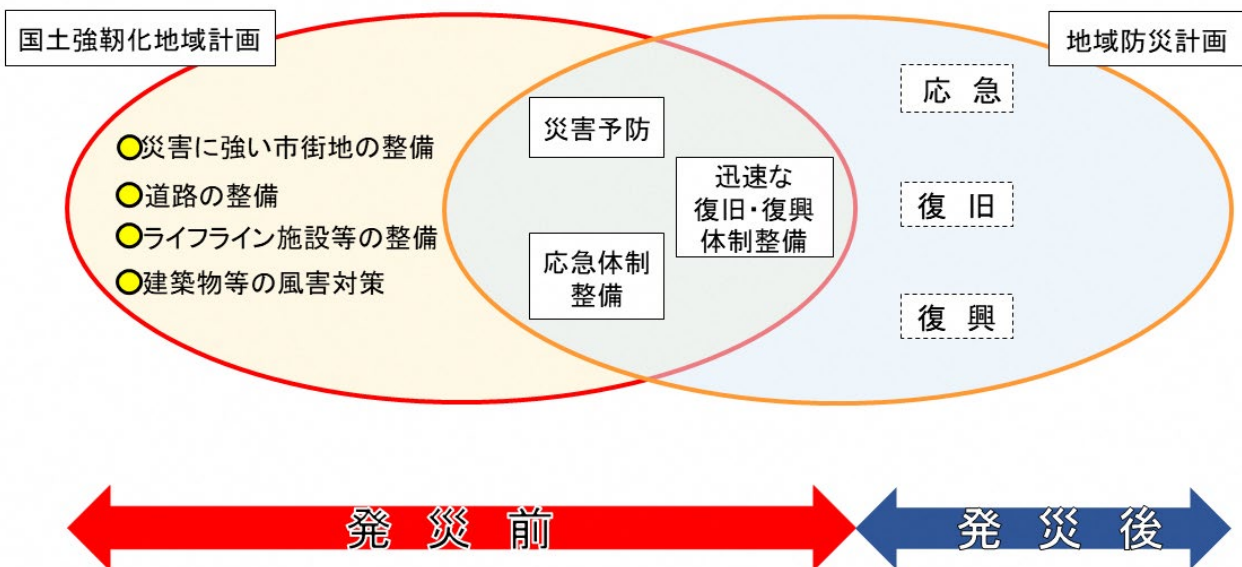 国土強靭化地域計画
地域防災計画
●災害に強い市街地の整備
●道路の整備
●ライフライン施設等の整備
●建築物等の風害対策
災害予防
迅速な
復旧・復興
体制整備
応急体制
整備
応　急
復　旧
復　興
発　災　前
発　災　後